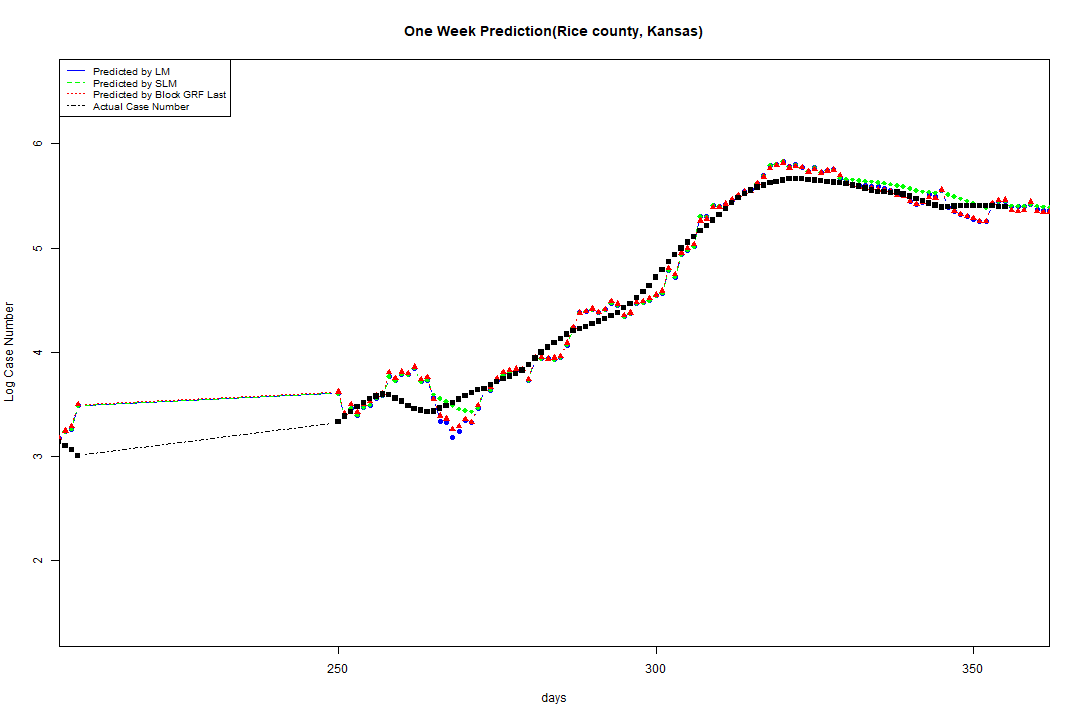 One Week Prediction(Rice county, Kansas)
Predicted by LM
Predicted by SLM
Predicted by Block GRF Last
Actual Case Number
6
5
4
3
2
Log Case Number
250 300 350
days